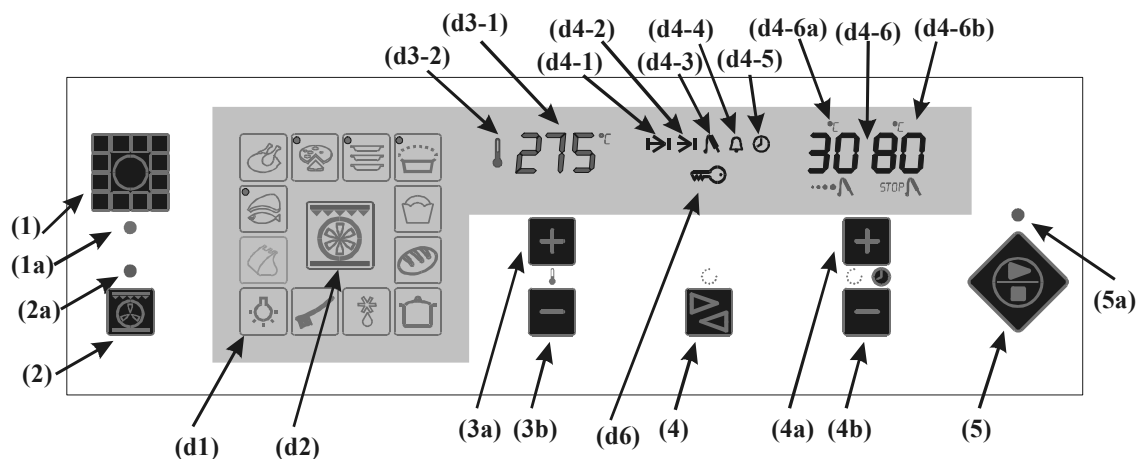 (d3-1)
(d4-2) (d4-4)
(d4-6a) (d4-6) (d4-6b)
(d3-2)
(d4-1) (d4-3) (d4-5)
275 °C
°C °C
30 80
STOP
(1)
(1a)
(2a)
(5a)
(2)
(d1) (d2) (3a) (3b) (d6) (4) (4a) (4b) (5)